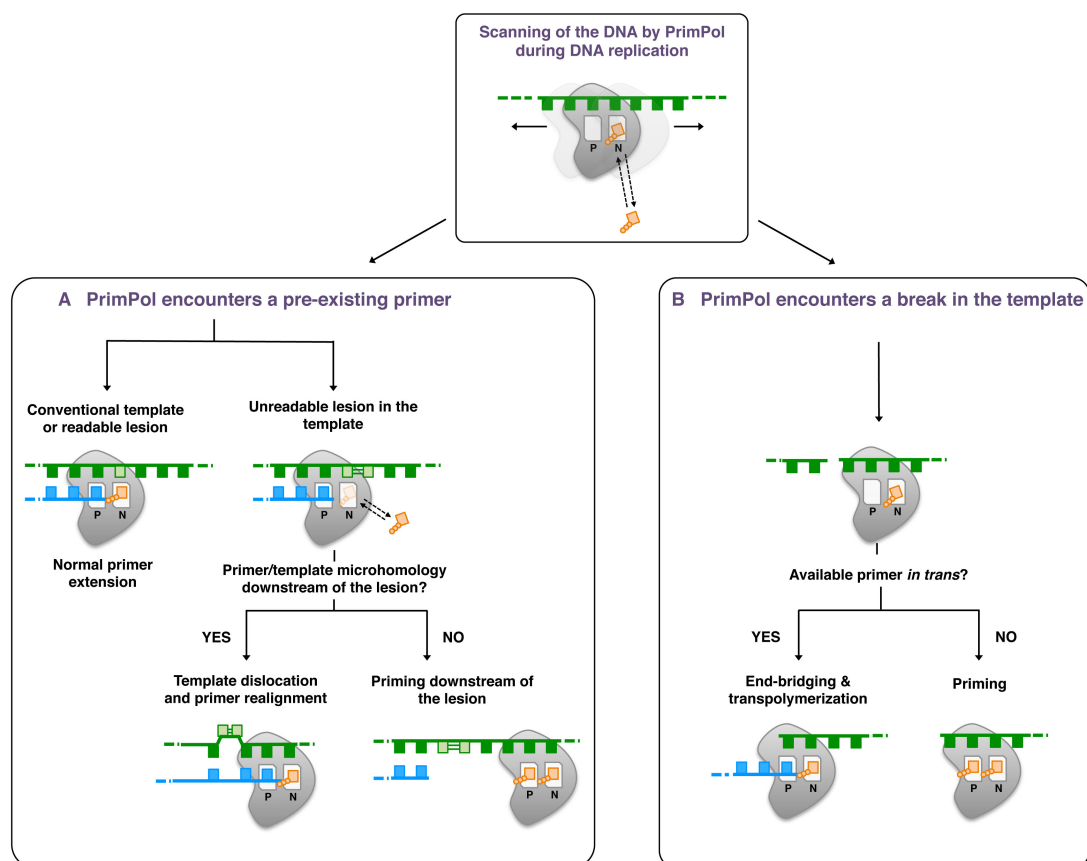 Scanning of the DNA by PrimPol
during DNA replication
P
N
A PrimPol encounters a pre-existing primer
Conventional template
or readable lesion
P
N
Normal primer
extension
Unreadable lesion in the
template
P
N
Primer/template microhomology
downstream of the lesion?
YES
NO
Template dislocation
and primer realignment
P
N
Priming downstream of
the lesion
P
N
B PrimPol encounters a break in the template
P
N
Available primer in trans?
YES
NO
End-bridging &
transpolymerization
P
N
Priming
P
N